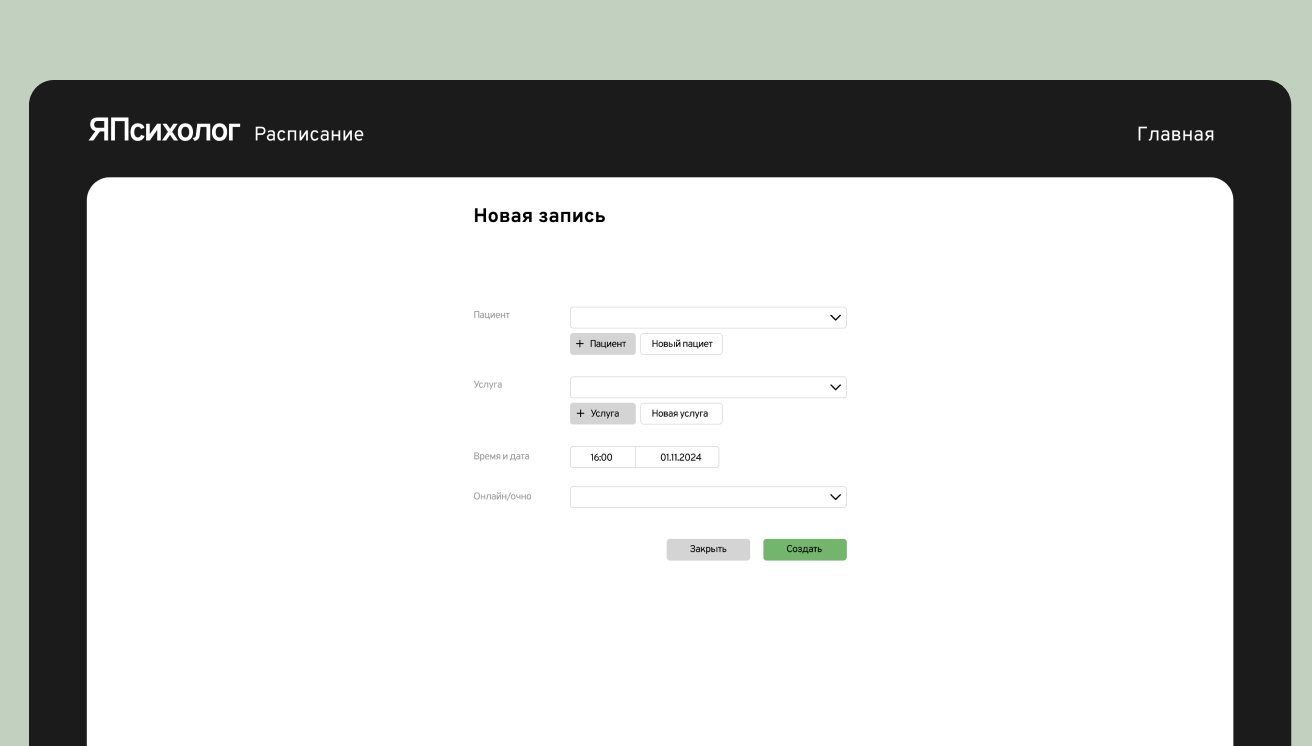 ЯПсихолог Расписание Главная
Новая запись
Пациент
+ Пациент Новый пациет
Услуга
+ Услуга Новая услуга
Время и дата 16:00 01.11.2024
Онлайн/очно
Закрыть Создать